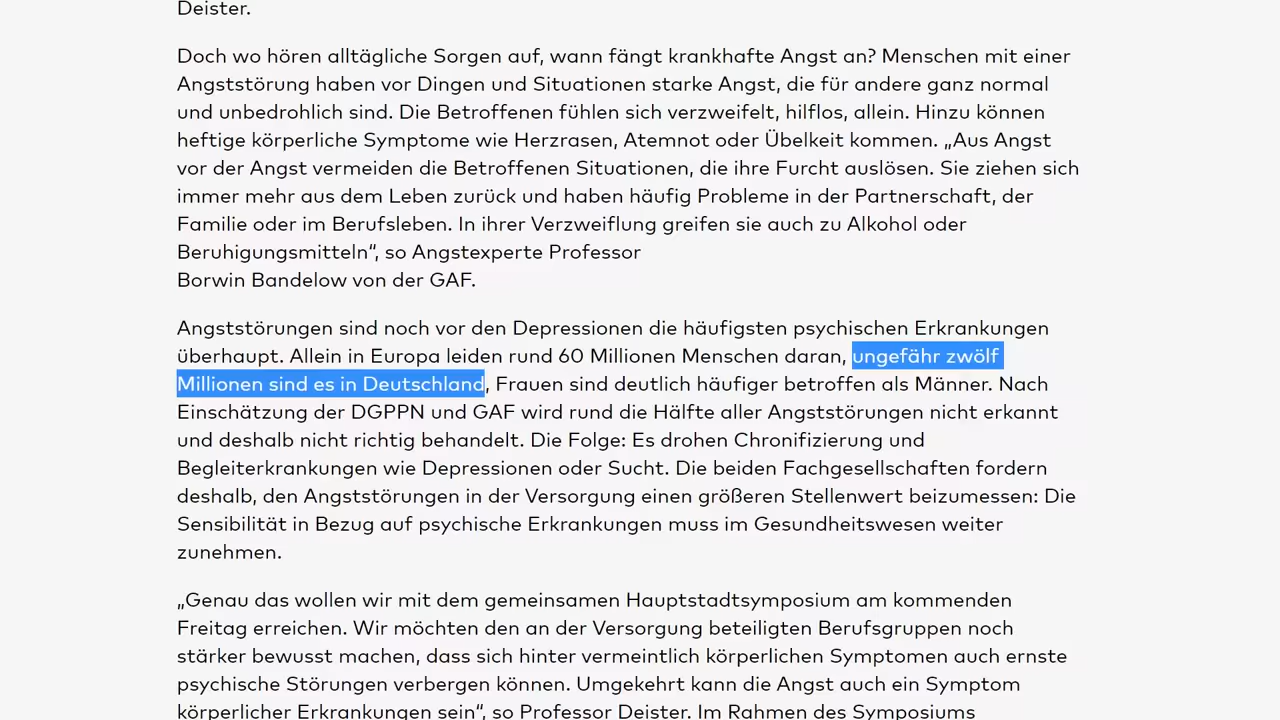 Deister.
Doch wo hören alltägliche Sorgen auf, wann fängt krankhafte Angst an? Menschen mit einer
Angststörung haben vor Dingen und Situationen starke Angst, die für andere ganz normal
und unbedrohlich sind. Die Betroffenen fühlen sich verzweifelt, hilflos, allein. Hinzu können
heftige körperliche Symptome wie Herzrasen, Atemnot oder Übelkeit kommen. „Aus Angst
vor der Angst vermeiden die Betroffenen Situationen, die ihre Furcht auslösen. Sie ziehen sich
immer mehr aus dem Leben zurück und haben häufig Probleme in der Partnerschaft, der
Familie oder im Berufsleben. In ihrer Verzweiflung greifen sie auch zu Alkohol oder
Beruhigungsmitteln“, so Angstexperte Professor
Borwin Bandelow von der GAF.
Angststörungen sind noch vor den Depressionen die häufigsten psychischen Erkrankungen
überhaupt. Allein in Europa leiden rund 60 Millionen Menschen daran, ungefähr zwölf
Millionen sind es in Deutschland, Frauen sind deutlich häufiger betroffen als Männer. Nach
Einschätzung der DGPPN und GAF wird rund die Hälfte aller Angststörungen nicht erkannt
und deshalb nicht richtig behandelt. Die Folge: Es drohen Chronifizierung und
Begleiterkrankungen wie Depressionen oder Sucht. Die beiden Fachgesellschaften fordern
deshalb, den Angststörungen in der Versorgung einen größeren Stellenwert beizumessen: Die
Sensibilität in Bezug auf psychische Erkrankungen muss im Gesundheitswesen weiter
zunehmen.
„Genau das wollen wir mit dem gemeinsamen Hauptstadtsymposium am kommenden
Freitag erreichen. Wir möchten den an der Versorgung beteiligten Berufsgruppen noch
stärker bewusst machen, dass sich hinter vermeintlich körperlichen Symptomen auch ernste
psychische Störungen verbergen können. Umgekehrt kann die Angst auch ein Symptom
körperlicher Erkrankungen sein“, so Professor Deister. Im Rahmen des Symposiums